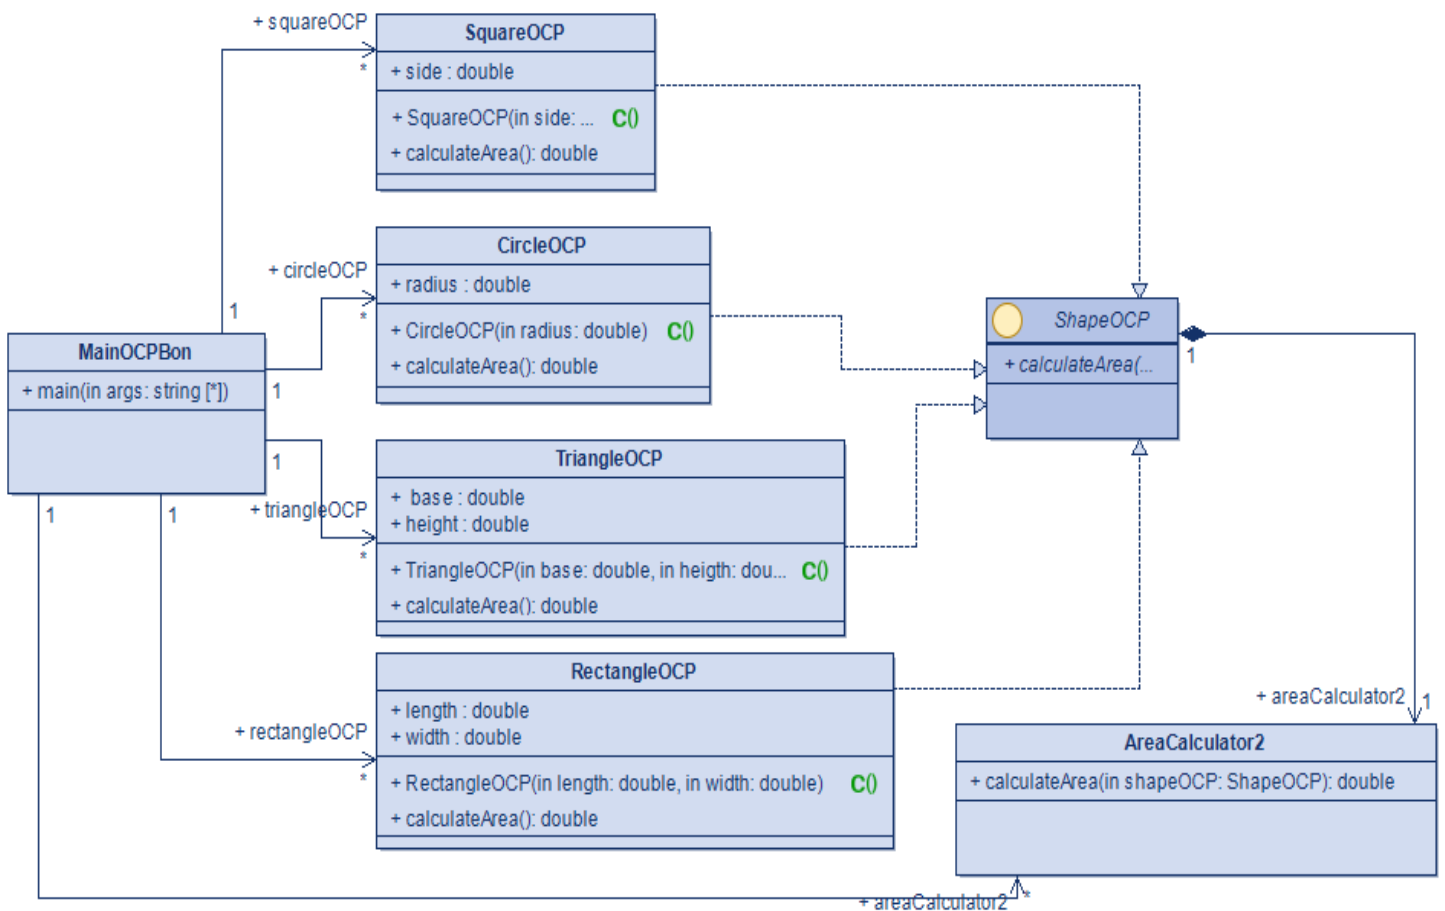 + squareOCP
*
1
SquareOCP
+ side : double
+ SquareOCP(in side: ... C()
+ calculateArea(): double
+ circleOCP
*
1
CircleOCP
+ radius : double
+ CircleOCP(in radius: double) C()
+ calculateArea(): double
ShapeOCP
+ calculateArea(...
1
MainOCPBon
+ main(in args: string [*])
1
+ triangleOCP
*
TriangleOCP
+ base : double
+ height : double
+ TriangleOCP(in base: double, in heigth: dou... C()
+ calculateArea(): double
1
1
+ rectangleOCP
*
RectangleOCP
+ length : double
+ width : double
+ RectangleOCP(in length: double, in width: double) C()
+ calculateArea(): double
+ areaCalculator2
1
AreaCalculator2
+ calculateArea(in shapeOCP: ShapeOCP): double
+ areaCalculator2
*